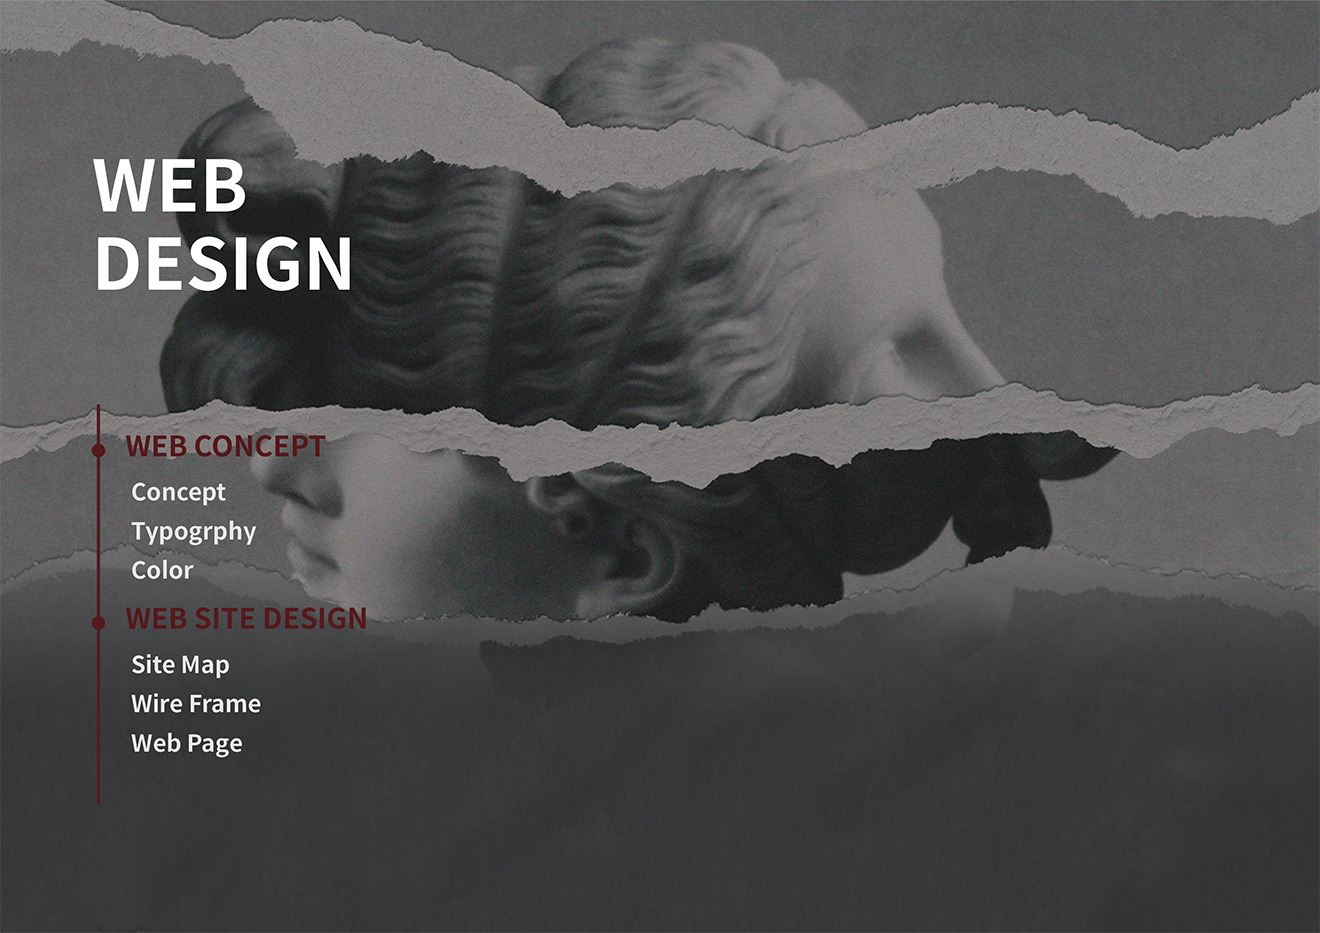 WEB
DESIGN
WEB CONCEPT
Concept
Typogrphy
Color
WEB SITE DESIGN
Site Map
Wire Frame
Web Page